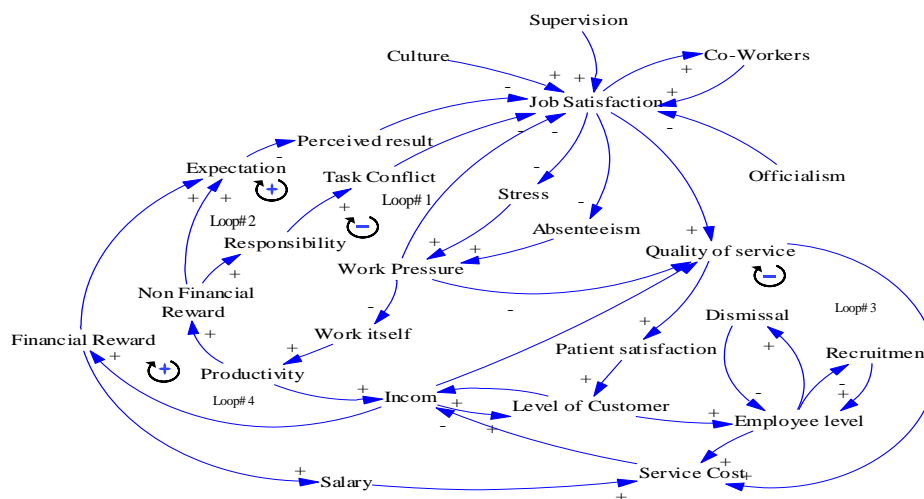 Supervision
Culture
Co-Workers
+
+
+
-
Job Satisfaction
+
-
-
-
-
Perceived result
-
Expectation
Task Conflict
-
Officialism
+
+
Loop# 1
Stress
+
-
Loop# 2
Absenteeism
Responsibility
+
+
+
+
Quality of service
Work Pressure
Non Financial
Reward
-
-
Dismissal
Loop# 3
Financial Reward
+
Work itself
+
+
Patient satisfaction
+
Recruitment
+
Productivity
+
-
Loop# 4
+
Incom
+
-
+
Level of Customer
+
-
+
Employee level
+
+
+
Service Cost
Salary
+